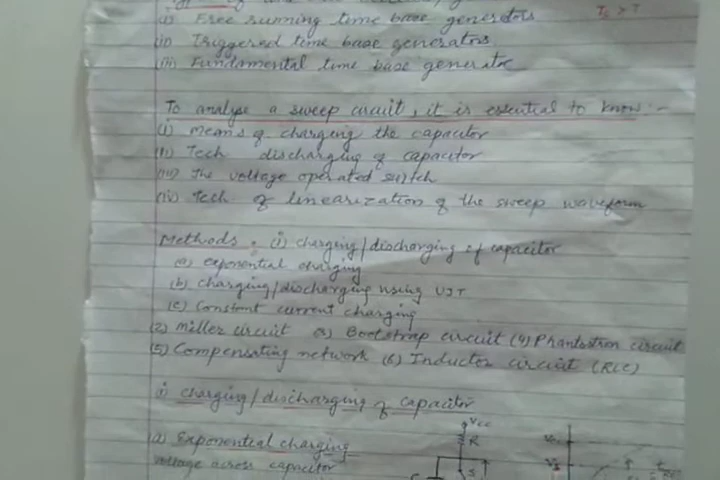 (i) Free running time base generators
T_s > T
(ii) Triggered time base generators
(iii) Fundamental time base generator
To analyse a sweep circuit, it is essential to know:-
(i) means of charging the capacitor
(ii) Tech discharging of capacitor
(iii) The voltage operated switch
(iv) Tech of linearization of the sweep waveform
Methods . (i) charging/discharging of capacitor
(a) exponential charging
(b) charging/discharging using UJT
(c) Constant current charging
(2) Miller circuit (3) Bootstrap circuit (4) Phantastron circuit
(5) Compensating network (6) Inductor circuit (RLC)
(i) charging/discharging of capacitor
Vcc
R
(a) Exponential charging
Vcc
S
Vs
voltage across capacitor
C